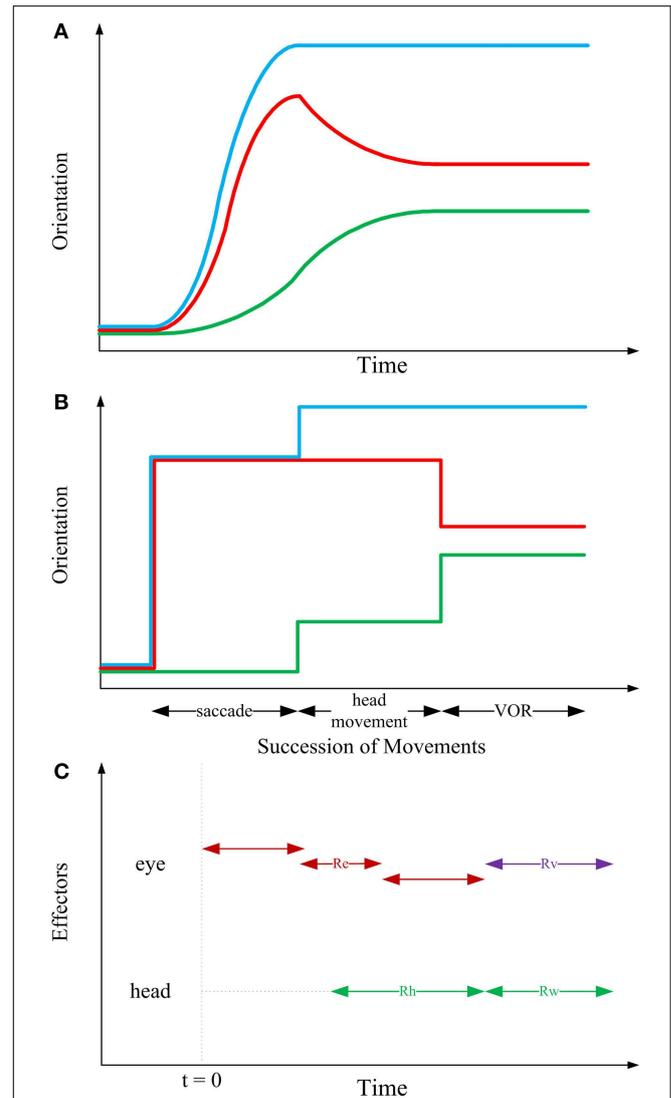 A
Orientation
Time
B
Orientation
saccade
head
movement
VOR
Succession of Movements
C
Effectors
eye
Re
Rv
head
Rh
Rw
t = 0
Time